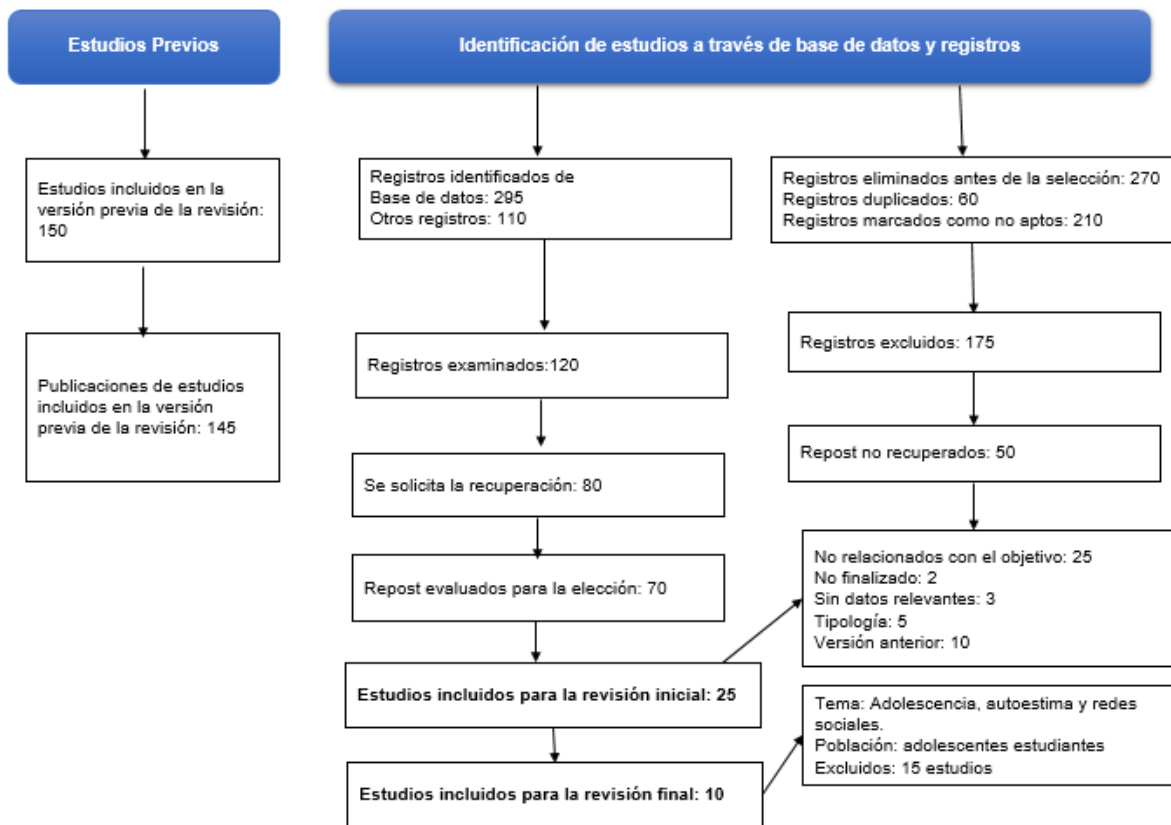 Estudios Previos
Estudios incluidos en la
versión previa de la revisión:
150
Publicaciones de estudios
incluidos en la versión
previa de la revisión: 145
Identificación de estudios a través de base de datos y registros
Registros identificados de
Base de datos: 295
Otros registros: 110
Registros eliminados antes de la selección: 270
Registros duplicados: 60
Registros marcados como no aptos: 210
Registros examinados:120
Registros excluidos: 175
Se solicita la recuperación: 80
Repost no recuperados: 50
Repost evaluados para la elección: 70
No relacionados con el objetivo: 25
No finalizado: 2
Sin datos relevantes: 3
Tipología: 5
Versión anterior: 10
Estudios incluidos para la revisión inicial: 25
Tema: Adolescencia, autoestima y redes
sociales.
Población: adolescentes estudiantes
Excluidos: 15 estudios
Estudios incluidos para la revisión final: 10